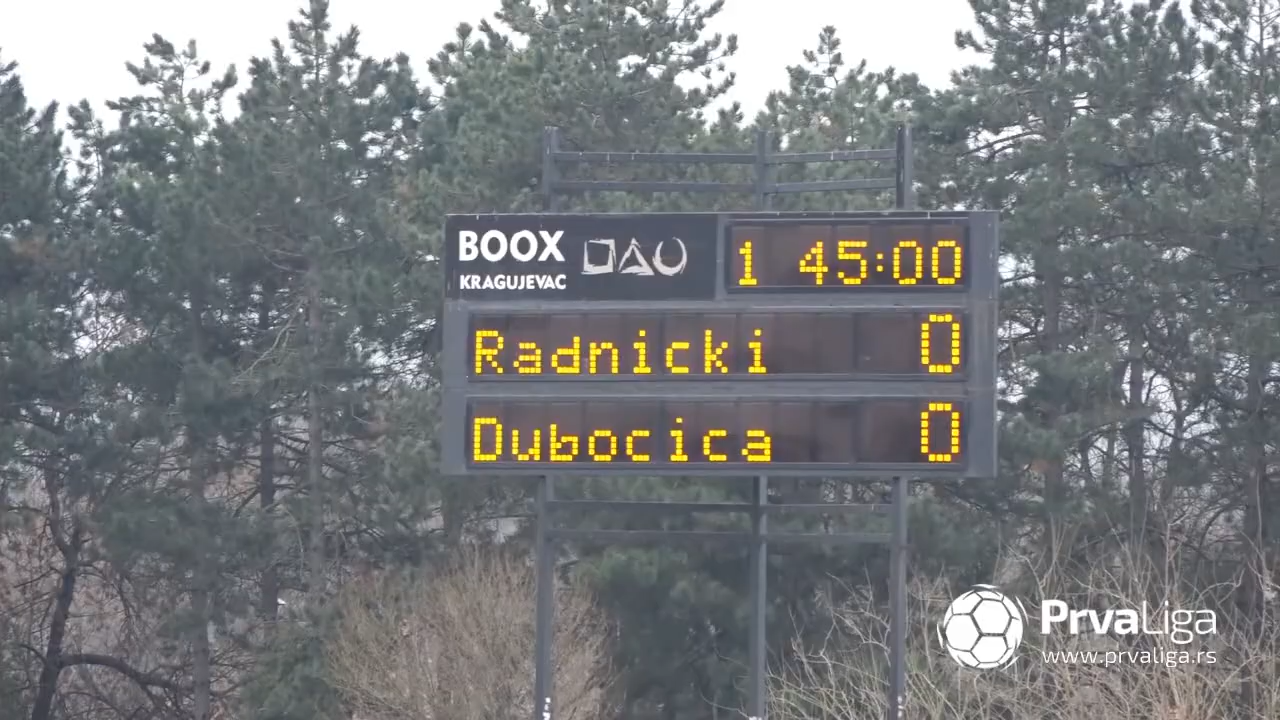 BOOX
KRAGUJEVAC
1 45:00
Radnicki 0
Dubocica 0
PrvaLiga
www.prvaliga.rs